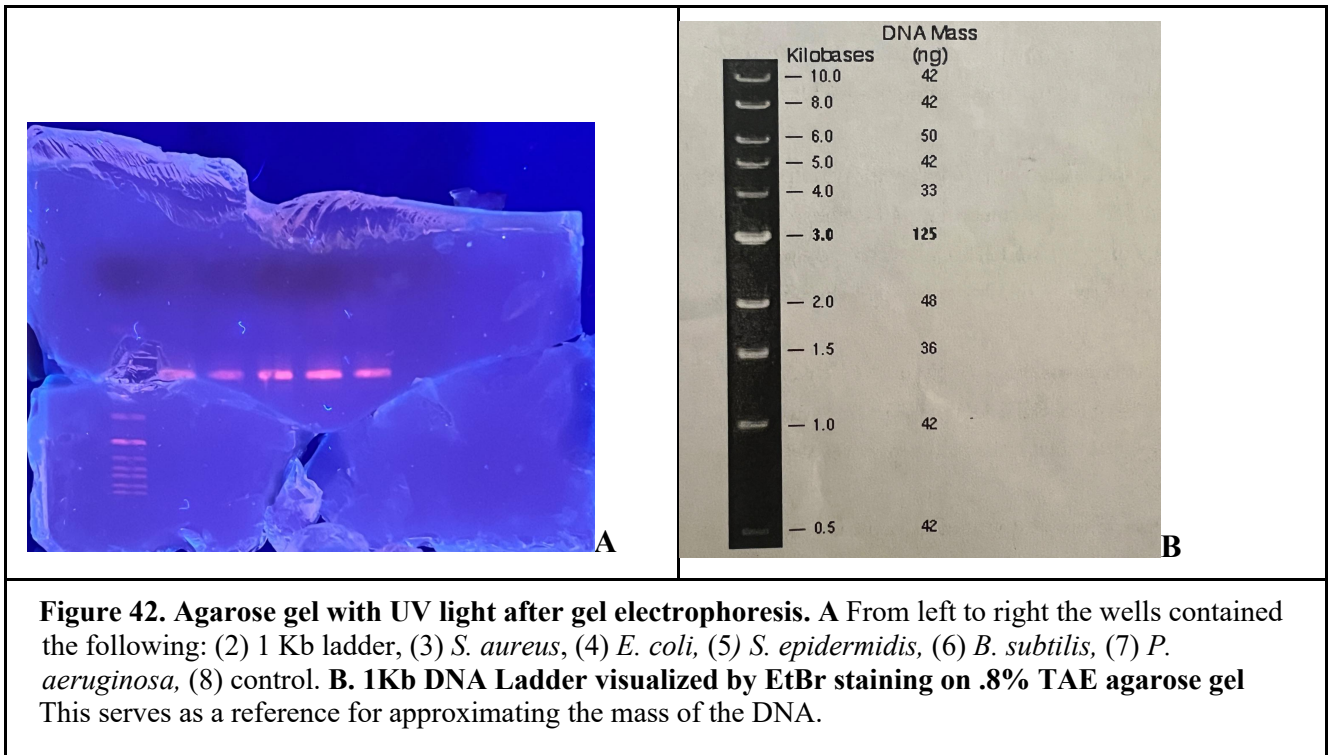 DNA Mass
Kilobases (ng)
— 10.0 42
— 8.0 42
— 6.0 50
— 5.0 42
— 4.0 33
— 3.0 125
— 2.0 48
— 1.5 36
— 1.0 42
— 0.5 42
A
B
Figure 42. Agarose gel with UV light after gel electrophoresis. A From left to right the wells contained
the following: (2) 1 Kb ladder, (3) S. aureus, (4) E. coli, (5) S. epidermidis, (6) B. subtilis, (7) P.
aeruginosa, (8) control. B. 1Kb DNA Ladder visualized by EtBr staining on .8% TAE agarose gel
This serves as a reference for approximating the mass of the DNA.